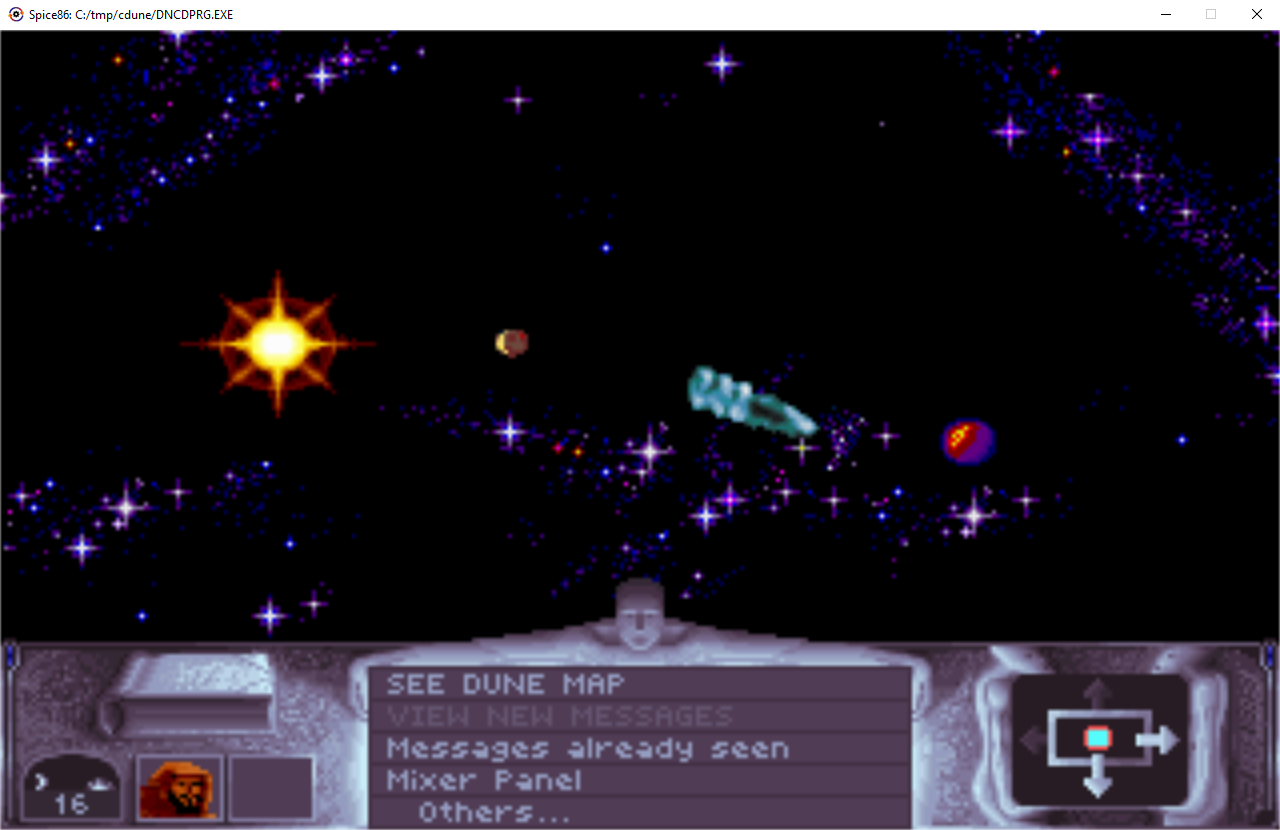 Spice86: C:/tmp/cdune/DNCDPRG.EXE
SEE DUNE MAP
VIEW NEW MESSAGES
Messages already seen
Mixer Panel
Others...
16